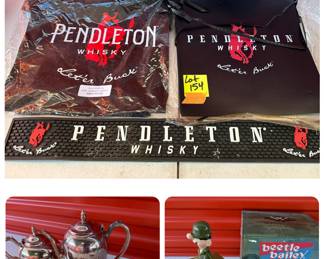 PENDLETON
WHISKY
Let'er Buck
PENDLETON
WHISKY
Let'er Buck
Lot
154
PENDLETON
WHISKY
Let'er Buck
Let'er Buck
beetle
bailey